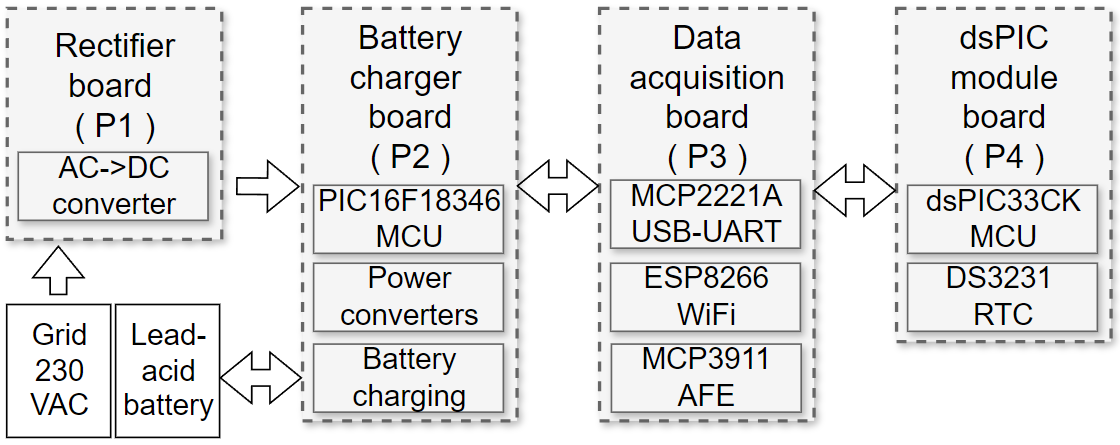 Rectifier
board
( P1 )
AC->DC
converter
Grid
230
VAC
Lead-
acid
battery
Battery
charger
board
( P2 )
PIC16F18346
MCU
Power
converters
Battery
charging
Data
acquisition
board
( P3 )
MCP2221A
USB-UART
ESP8266
WiFi
MCP3911
AFE
dsPIC
module
board
( P4 )
dsPIC33CK
MCU
DS3231
RTC